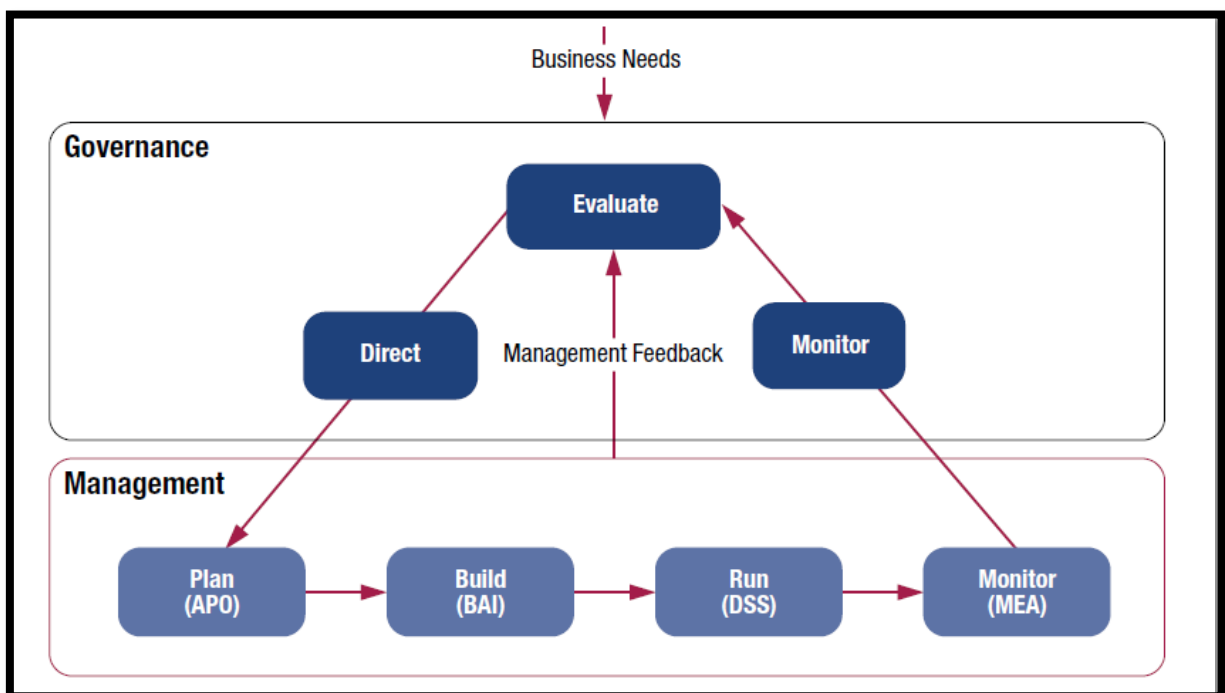 Business Needs
Governance
Evaluate
Direct
Management Feedback
Monitor
Management
Plan
(APO)
Build
(BAI)
Run
(DSS)
Monitor
(MEA)